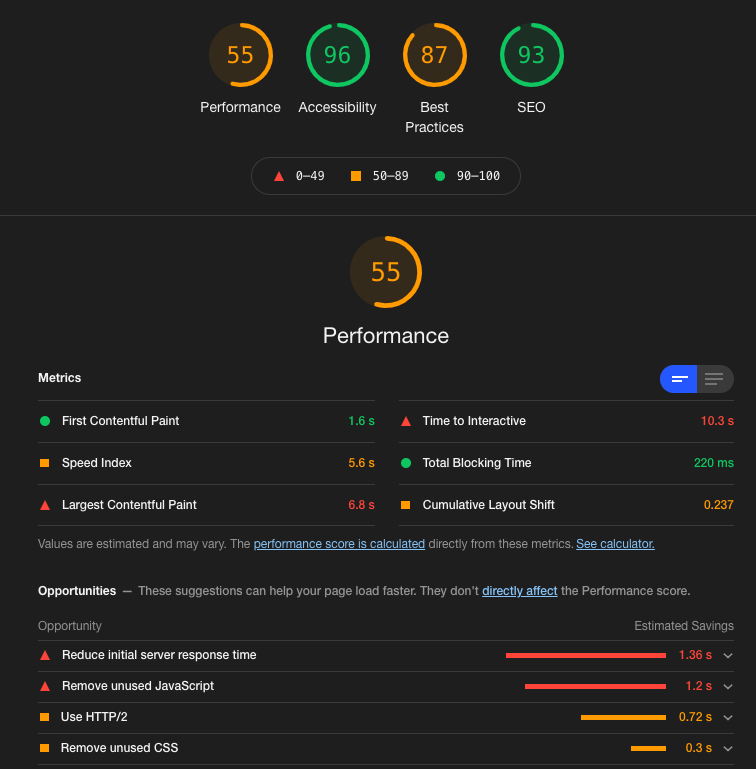 55 96 87 93
Performance Accessibility Best Practices SEO
0–49 50–89 90–100
55
Performance
Metrics
First Contentful Paint 1.6 s
Time to Interactive 10.3 s
Speed Index 5.6 s
Total Blocking Time 220 ms
Largest Contentful Paint 6.8 s
Cumulative Layout Shift 0.237
Values are estimated and may vary. The performance score is calculated directly from these metrics. See calculator.
Opportunities — These suggestions can help your page load faster. They don't directly affect the Performance score.
Opportunity Estimated Savings
Reduce initial server response time 1.36 s
Remove unused JavaScript 1.2 s
Use HTTP/2 0.72 s
Remove unused CSS 0.3 s